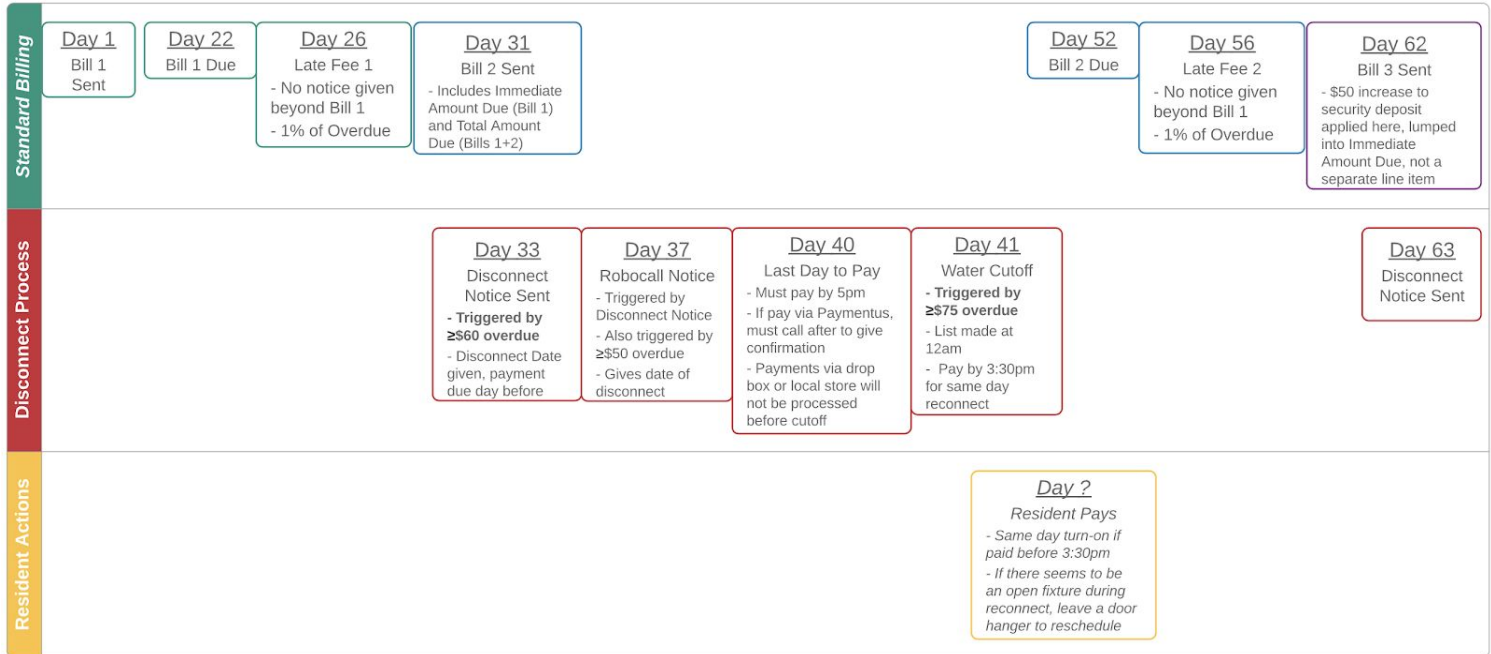 Standard Billing
Day 1
Bill 1
Sent
Day 22
Bill 1 Due
Day 26
Late Fee 1
- No notice given
beyond Bill 1
- 1% of Overdue
Day 31
Bill 2 Sent
- Includes Immediate
Amount Due (Bill 1)
and Total Amount
Due (Bills 1+2)
Day 52
Bill 2 Due
Day 56
Late Fee 2
- No notice given
beyond Bill 1
- 1% of Overdue
Day 62
Bill 3 Sent
- $50 increase to
security deposit
applied here, lumped
into Immediate
Amount Due, not a
separate line item
Disconnect Process
Day 33
Disconnect
Notice Sent
- Triggered by
≥$60 overdue
- Disconnect Date
given, payment
due day before
Day 37
Robocall Notice
- Triggered by
Disconnect Notice
- Also triggered by
≥$50 overdue
- Gives date of
disconnect
Day 40
Last Day to Pay
- Must pay by 5pm
- If pay via Paymentus,
must call after to give
confirmation
- Payments via drop
box or local store will
not be processed
before cutoff
Day 41
Water Cutoff
- Triggered by
≥$75 overdue
- List made at
12am
- Pay by 3:30pm
for same day
reconnect
Day 63
Disconnect
Notice Sent
Resident Actions
Day ?
Resident Pays
- Same day turn-on if
paid before 3:30pm
- If there seems to be
an open fixture during
reconnect, leave a door
hanger to reschedule